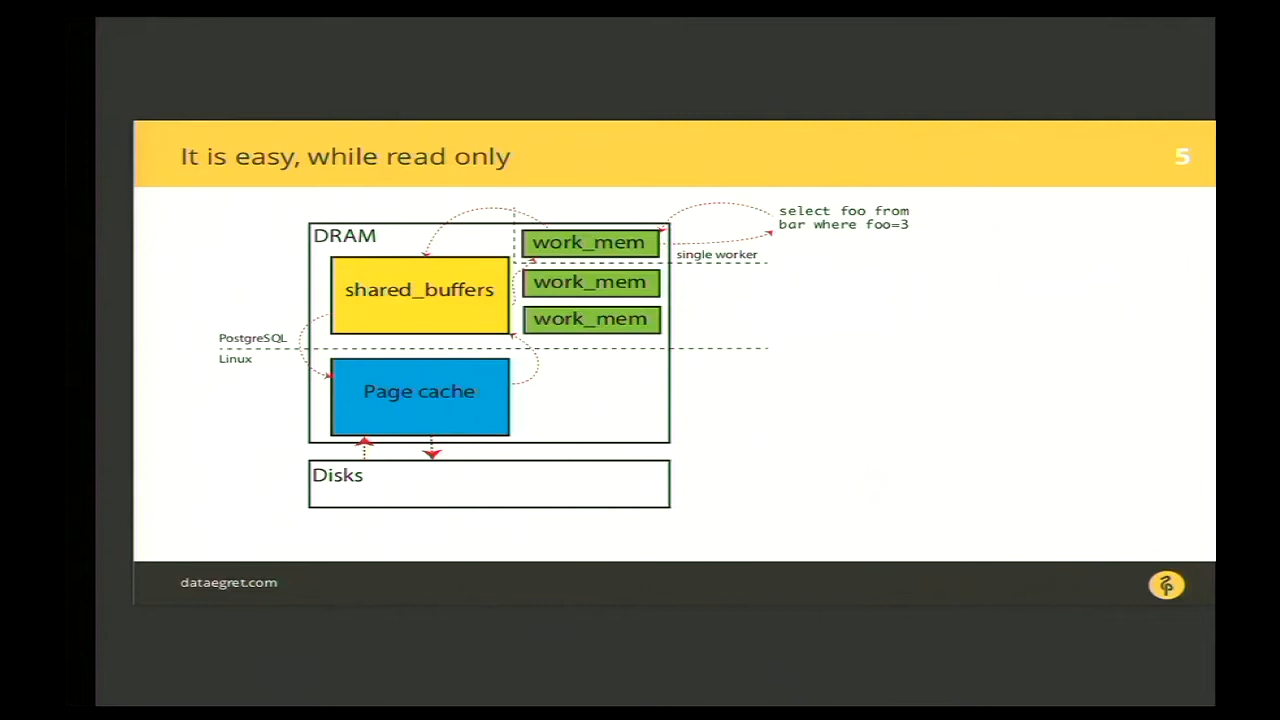 It is easy, while read only
5
select foo from
bar where foo=3
DRAM
work_mem
single worker
shared_buffers
work_mem
work_mem
PostgreSQL
Linux
Page cache
Disks
dataegret.com